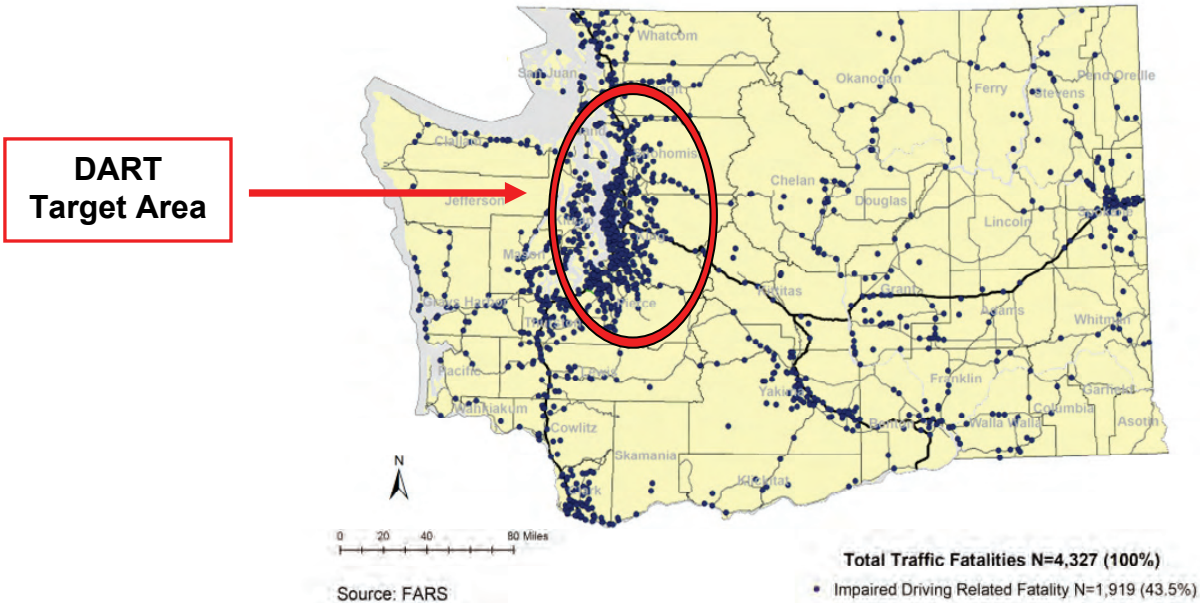 DART
Target Area
Whatcom
San Juan
Okanogan
Pend Oreille
Ferry
Stevens
Clallam
Chelan
Douglas
Jefferson
Lincoln
Spokane
King
Mason
Kittitas
Grant
Grays Harbor
Pierce
Adams
Whitman
Thurston
Pacific
Lewis
Franklin
Yakima
Garfield
Wahkiakum
Columbia
Benton
Walla Walla
Asotin
Cowlitz
Skamania
Klickitat
Clark
N
0 20 40 80 Miles
Source: FARS
Total Traffic Fatalities N=4,327 (100%)
Impaired Driving Related Fatality N=1,919 (43.5%)